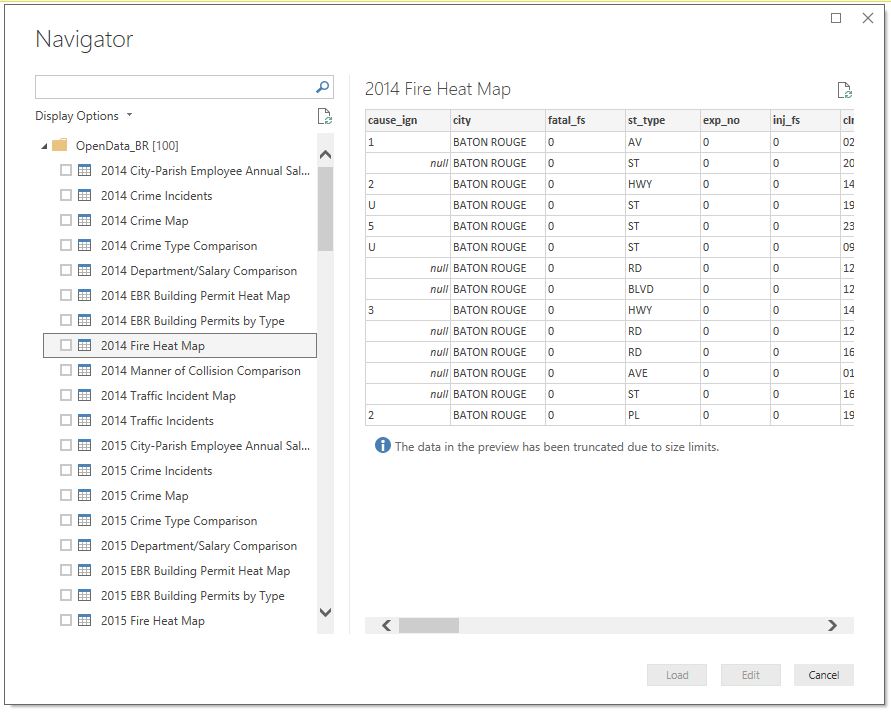 Navigator
Display Options
OpenData_BR [100]
2014 City-Parish Employee Annual Sal...
2014 Crime Incidents
2014 Crime Map
2014 Crime Type Comparison
2014 Department/Salary Comparison
2014 EBR Building Permit Heat Map
2014 EBR Building Permits by Type
2014 Fire Heat Map
2014 Manner of Collision Comparison
2014 Traffic Incident Map
2014 Traffic Incidents
2015 City-Parish Employee Annual Sal...
2015 Crime Incidents
2015 Crime Map
2015 Crime Type Comparison
2015 Department/Salary Comparison
2015 EBR Building Permit Heat Map
2015 EBR Building Permits by Type
2015 Fire Heat Map
2014 Fire Heat Map
cause_ign city fatal_fs st_type exp_no inj_fs
1 BATON ROUGE 0 AV 0 0 02
null BATON ROUGE 0 ST 0 0 20
2 BATON ROUGE 0 HWY 0 0 14
U BATON ROUGE 0 ST 0 0 19
5 BATON ROUGE 0 ST 0 0 23
U BATON ROUGE 0 ST 0 0 09
null BATON ROUGE 0 RD 0 0 12
null BATON ROUGE 0 BLVD 0 0 12
3 BATON ROUGE 0 HWY 0 0 14
null BATON ROUGE 0 RD 0 0 12
null BATON ROUGE 0 RD 0 0 16
null BATON ROUGE 0 AVE 0 0 01
null BATON ROUGE 0 ST 0 0 16
2 BATON ROUGE 0 PL 0 0 19
The data in the preview has been truncated due to size limits.
Load Edit Cancel